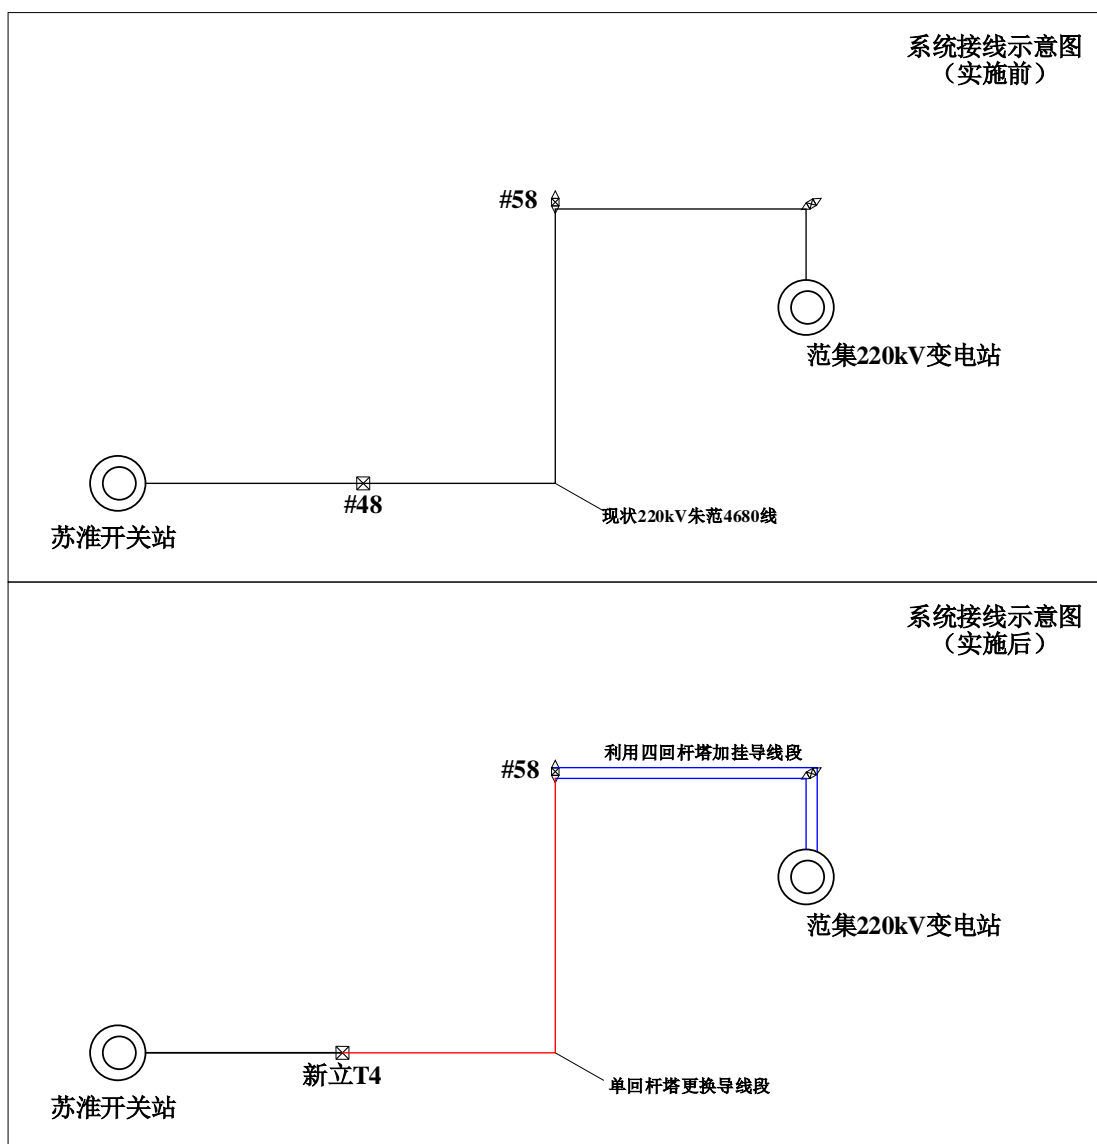 系统接线示意图
（实施前）
#58
范集220kV变电站
#48
苏淮开关站
现状220kV朱范4680线
系统接线示意图
（实施后）
利用四回杆塔加挂导线段
#58
范集220kV变电站
新立T4
单回杆塔更换导线段
苏淮开关站